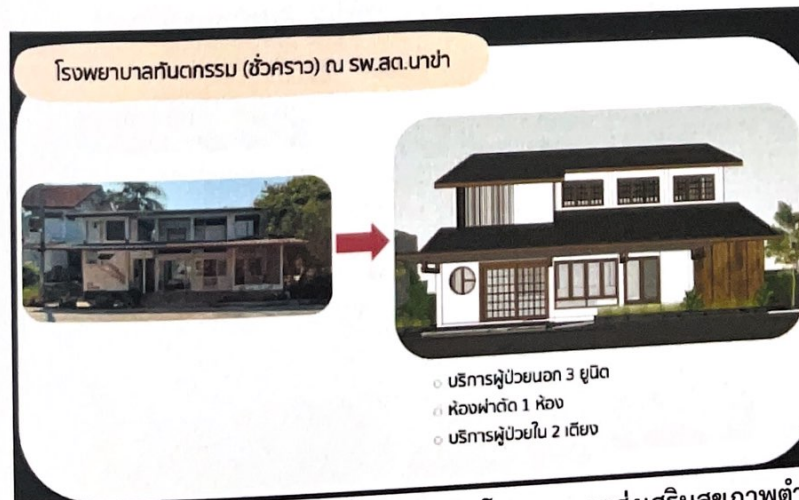 โรงพยาบาลทันตกรรม (ชั่วคราว) ณ รพ.สต.นาข่า
บริการผู้ป่วยนอก 3 ยูนิต
ห้องผ่าตัด 1 ห้อง
บริการผู้ป่วยใน 2 เตียง